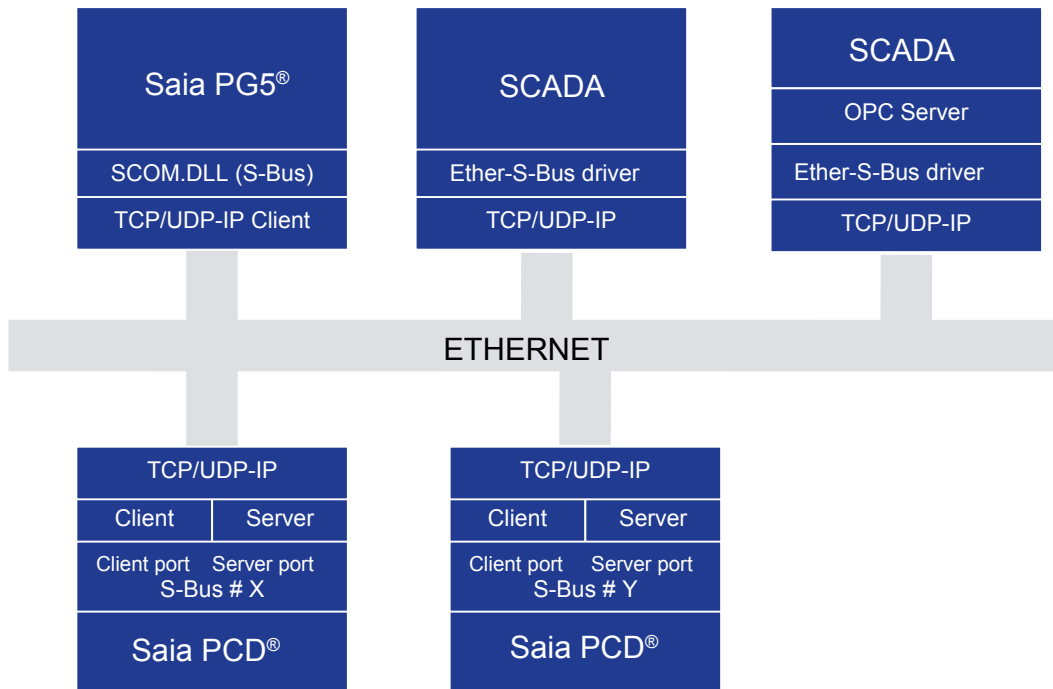 Saia PG5®
SCOM.DLL (S-Bus)
TCP/UDP-IP Client
SCADA
Ether-S-Bus driver
TCP/UDP-IP
SCADA
OPC Server
Ether-S-Bus driver
TCP/UDP-IP
ETHERNET
TCP/UDP-IP
Client Server
Client port Server port
S-Bus # X
Saia PCD®
TCP/UDP-IP
Client Server
Client port Server port
S-Bus # Y
Saia PCD®